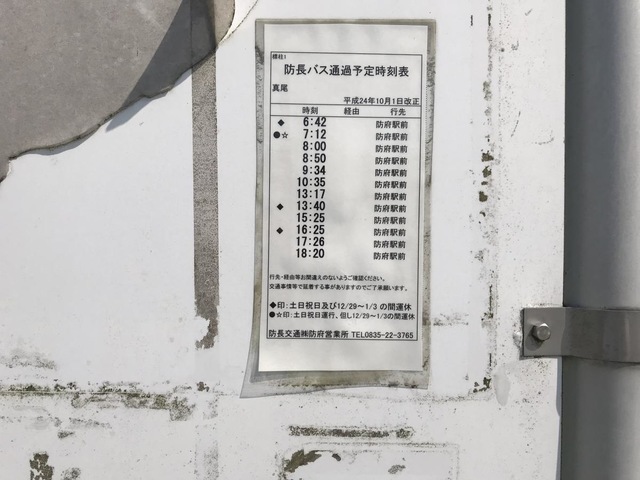 標柱1
防長バス通過予定時刻表
真尾
平成24年10月1日改正
時刻 経由 行先
◆ 6:42 防府駅前
●☆ 7:12 防府駅前
8:00 防府駅前
8:50 防府駅前
9:34 防府駅前
10:35 防府駅前
13:17 防府駅前
◆ 13:40 防府駅前
15:25 防府駅前
◆ 16:25 防府駅前
17:26 防府駅前
18:20 防府駅前
行先・経由等お間違えのないようご確認ください。
交通事情等で延着する事がありますのでご了承願います。
◆印:土日祝日及び12/29～1/3 の間運休
●☆印:土日祝日運行、但し12/29～1/3の間運休
防長交通㈱防府営業所 TEL0835-22-3765